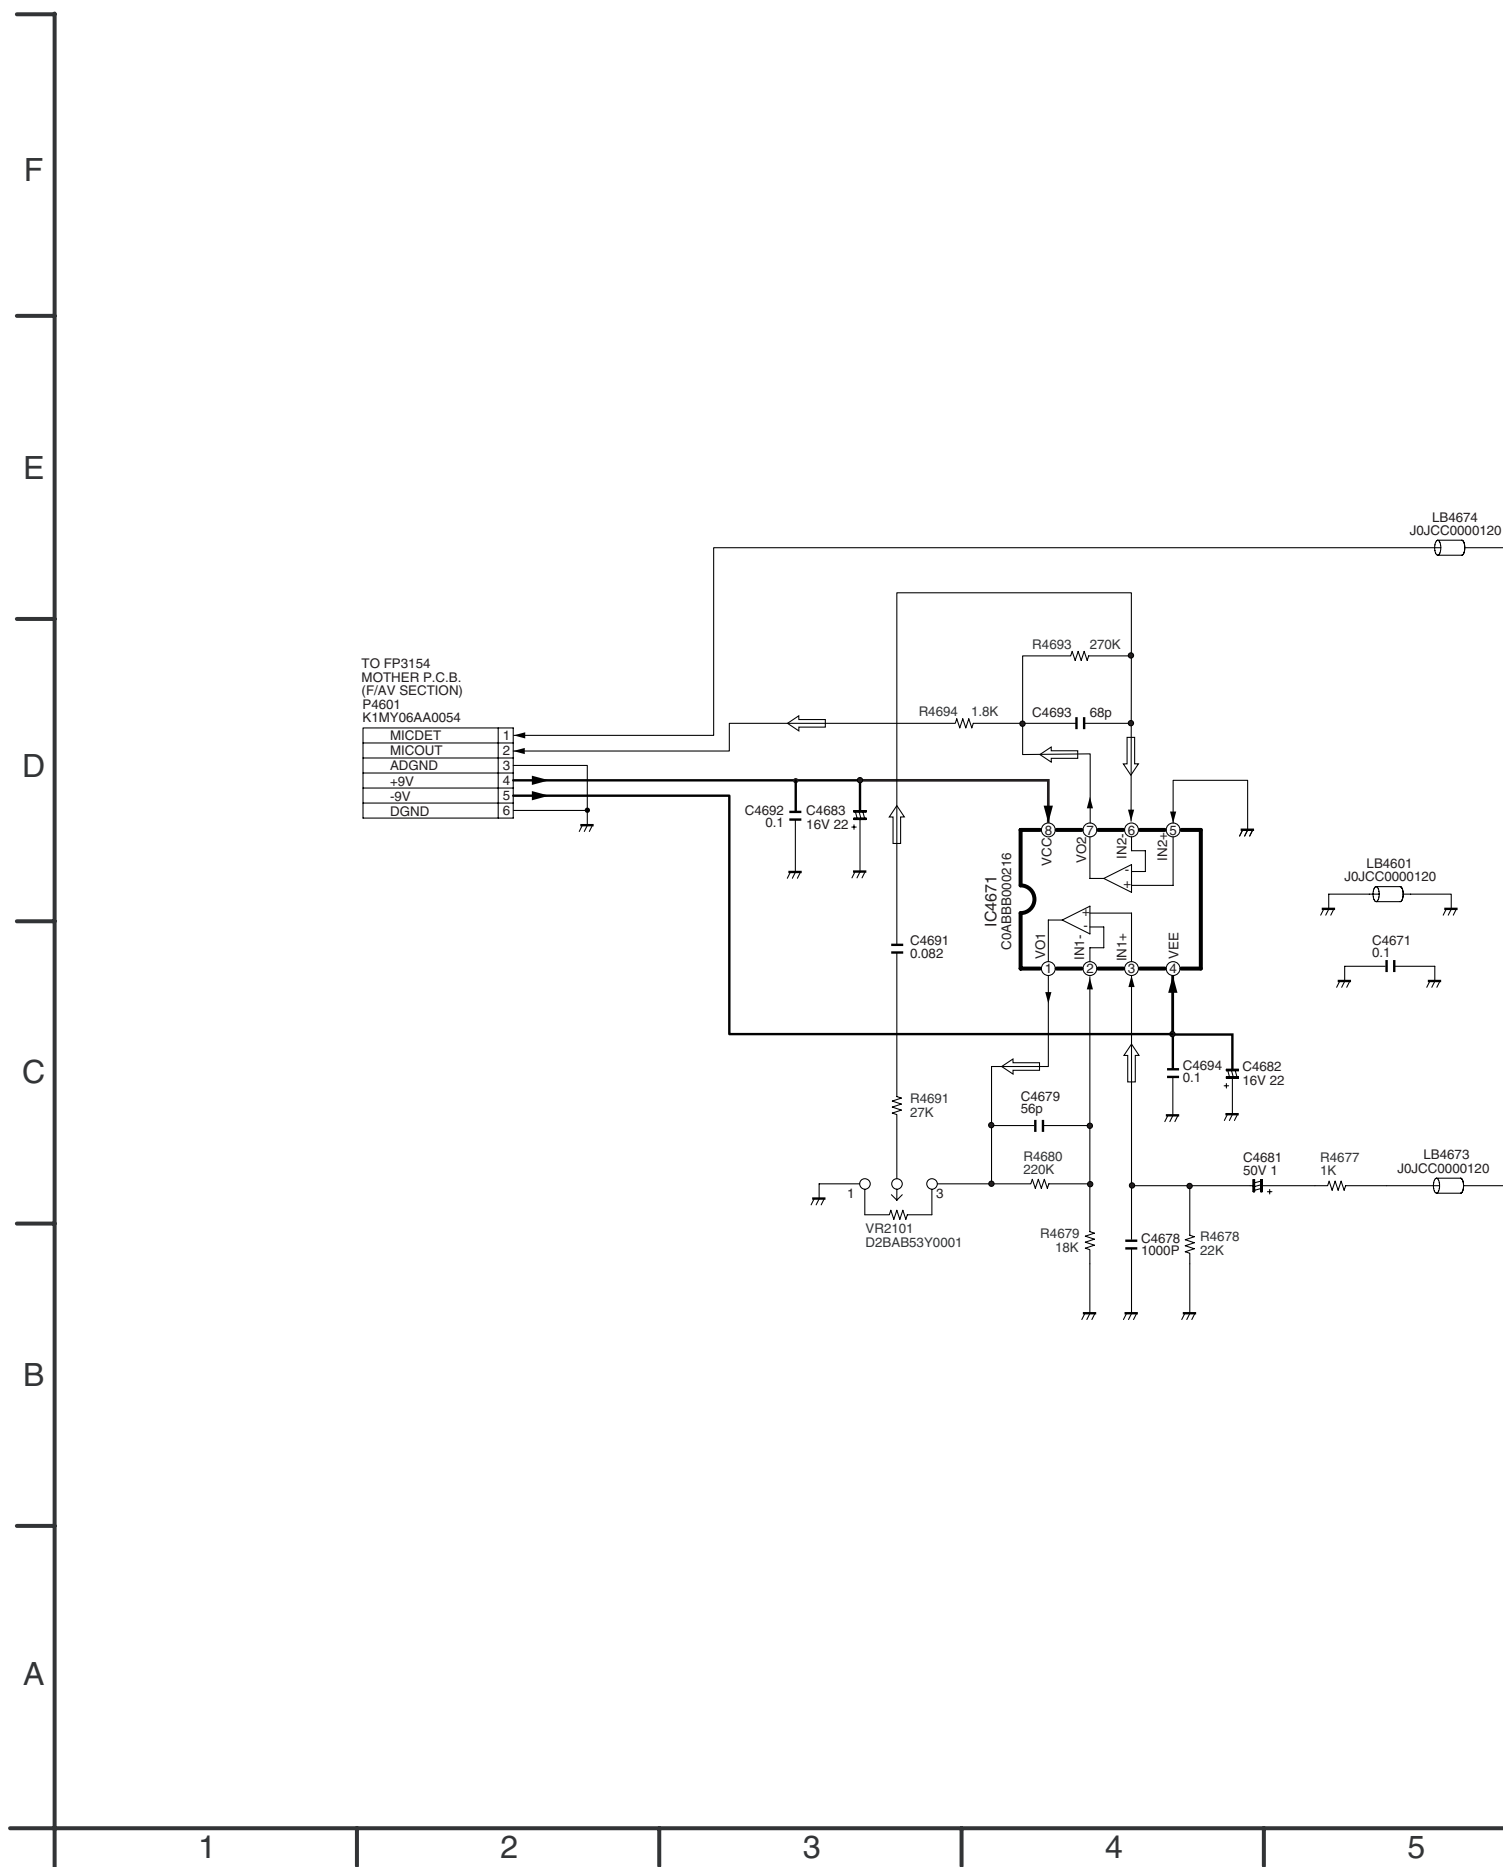 F
E
LB4674
J0JCC0000120
R4693 270K
TO FP3154
MOTHER P.C.B.
(F/AV SECTION)
P4601
K1MY06AA0054
R4694 1.8K
C4693 68p
MICDET 1
MICOUT 2
ADGND 3
+9V 4
-9V 5
DGND 6
D
C4692
0.1
C4683
16V 22
+
8 7 6 5
VCC
VO2
IN2-
IN2+
-
+
IC4671
C0ABBB000216
LB4601
J0JCC0000120
+
-
VO1
IN1-
IN1+
VEE
1 2 3 4
C4691
0.082
C4671
0.1
C
C4694
0.1
C4682
16V 22
+
R4691
27K
C4679
56p
R4680
220K
C4681
50V 1
+
R4677
1K
LB4673
J0JCC0000120
1 3
VR2101
D2BAB53Y0001
R4679
18K
C4678
1000P
R4678
22K
B
A
1 2 3 4 5